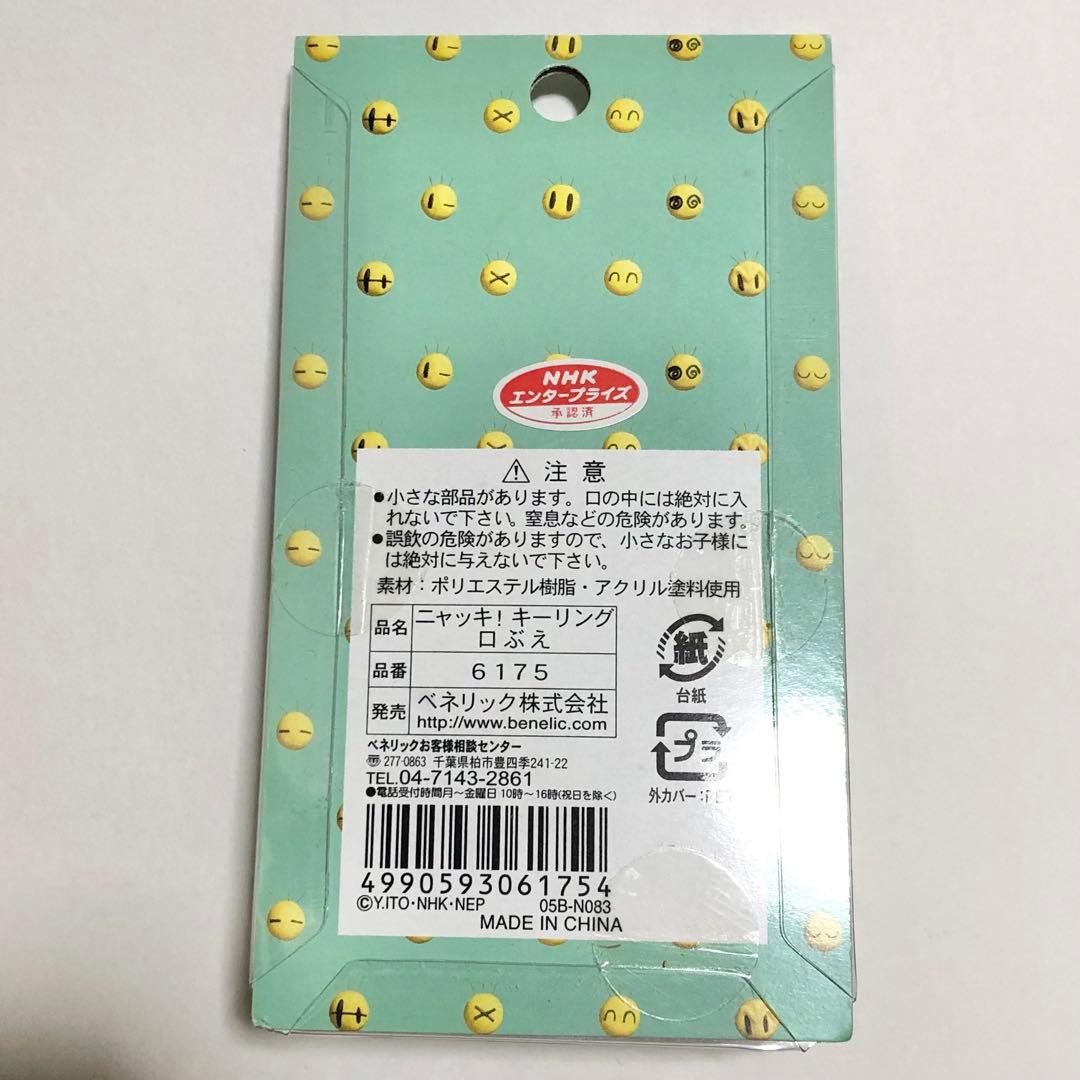 NHK
エンタープライズ
承認済
⚠ 注意
●小さな部品があります。口の中には絶対に入
れないで下さい。窒息などの危険があります。
●誤飲の危険がありますので、小さなお子様に
は絶対に与えないで下さい。
素材：ポリエステル樹脂・アクリル塗料使用
品名 ニャッキ！キーリング
口ぶえ
品番 6175
発売 ベネリック株式会社
http://www.benelic.com
紙
台紙
プラ
外カバー：PET
ベネリックお客様相談センター
〒277-0863 千葉県柏市豊四季241-22
TEL.04-7143-2861
●電話受付時間月～金曜日10時～16時(祝日を除く)
4990593061754
©Y.ITO・NHK・NEP 05B-N083
MADE IN CHINA